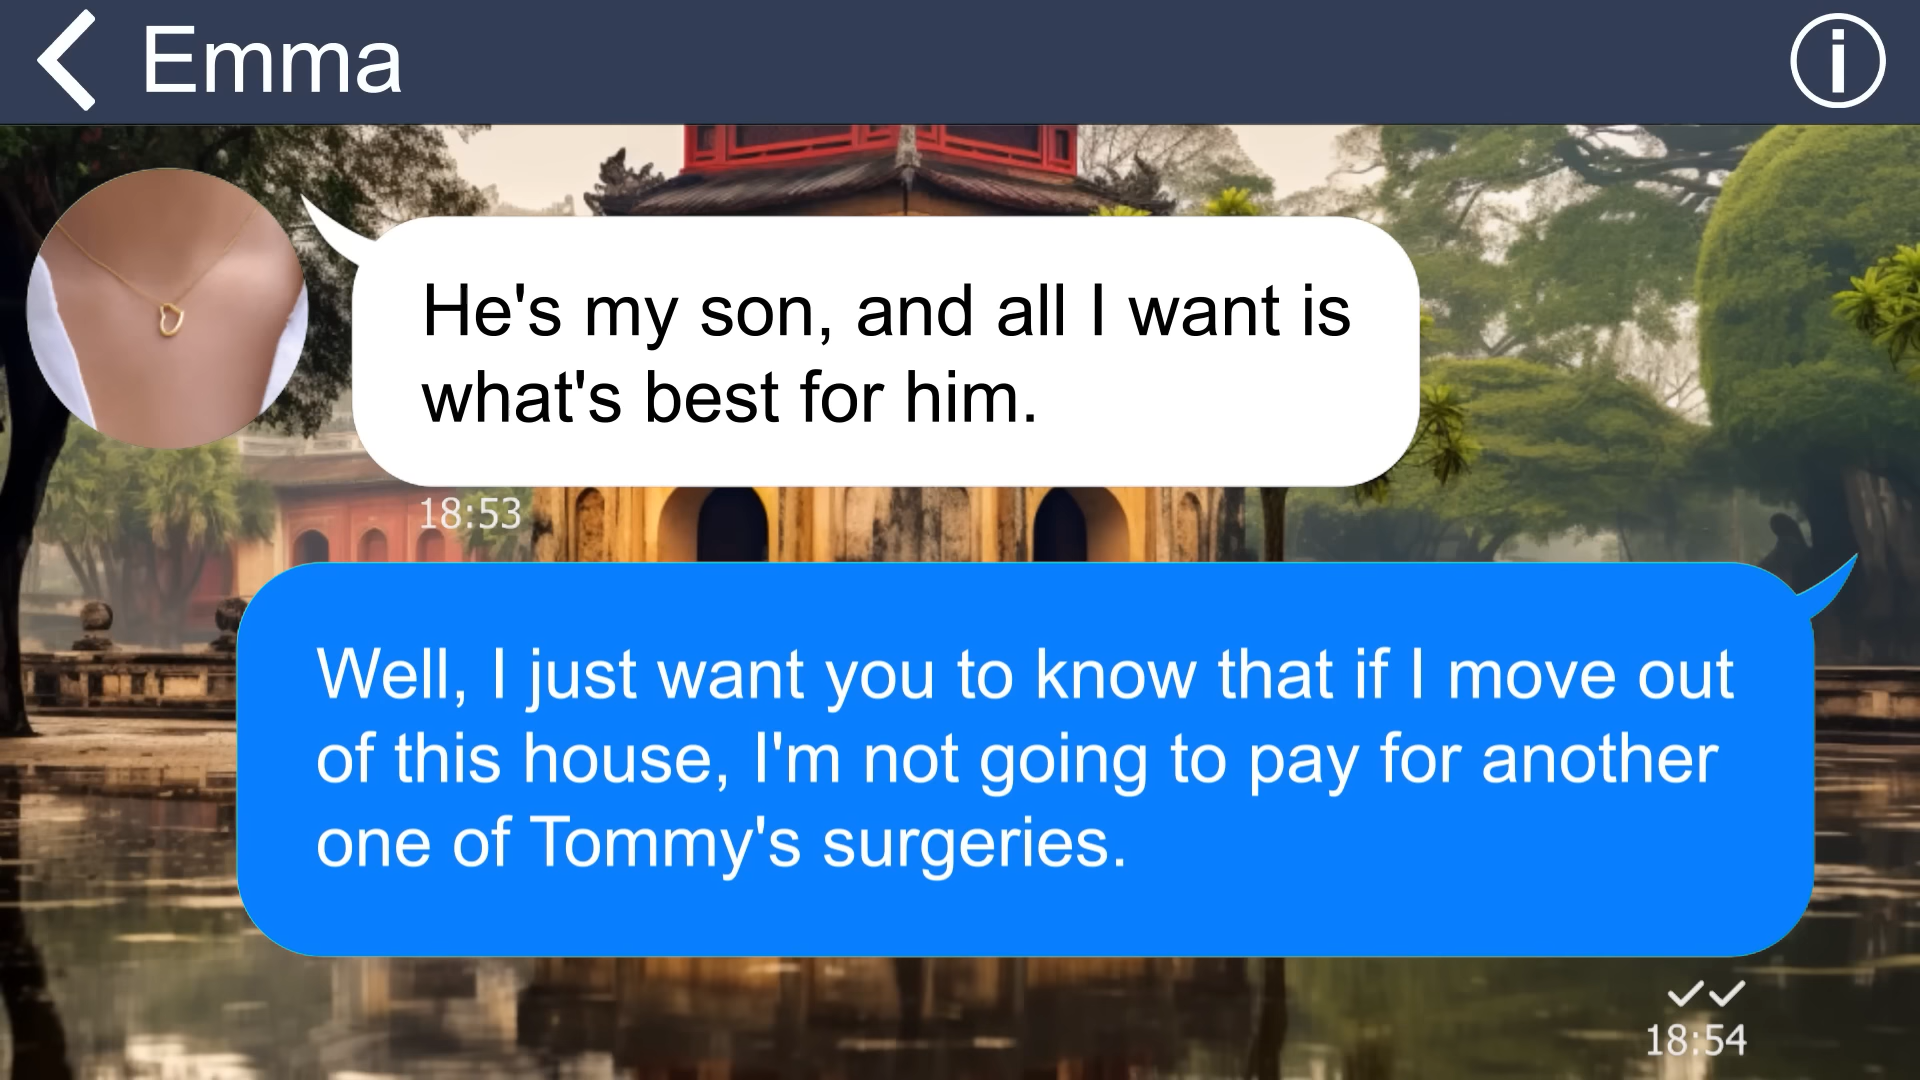 Emma
He's my son, and all I want is
what's best for him.
18:53
Well, I just want you to know that if I move out
of this house, I'm not going to pay for another
one of Tommy's surgeries.
18:54